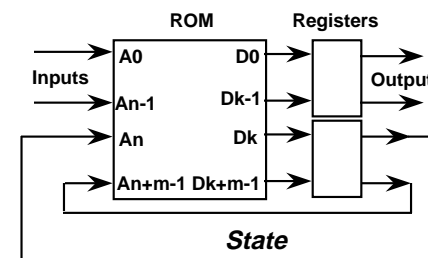 ROM Registers
A0 D0
Inputs Output
An-1 Dk-1
An Dk
An+m-1 Dk+m-1
State